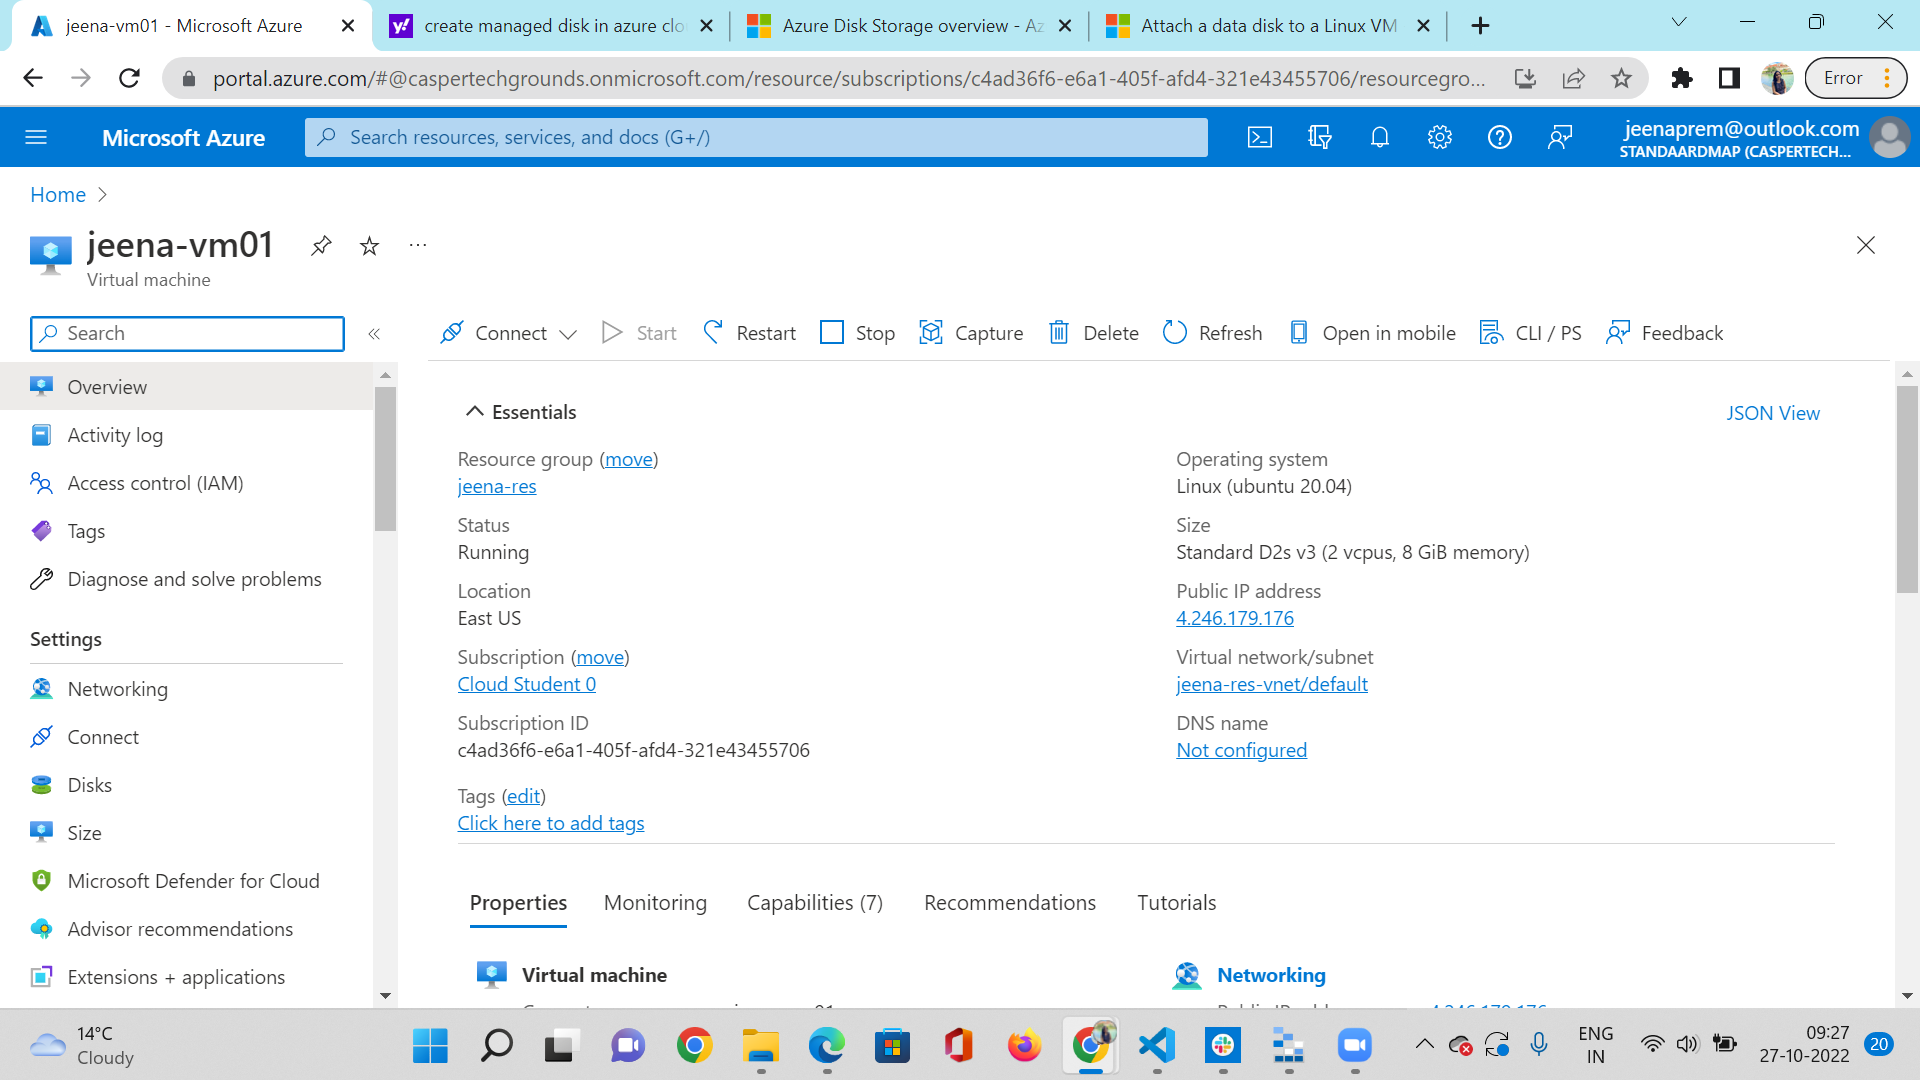 jeena-vm01 - Microsoft Azure
create managed disk in azure clo
Azure Disk Storage overview - Az
Attach a data disk to a Linux VM
portal.azure.com/#@caspertechgrounds.onmicrosoft.com/resource/subscriptions/c4ad36f6-e6a1-405f-afd4-321e43455706/resourcegro...
Error
Microsoft Azure
Search resources, services, and docs (G+/)
jeenaprem@outlook.com
STANDAARDMAP (CASPERTECH...
Home
jeena-vm01
Virtual machine
Search
Connect
Start
Restart
Stop
Capture
Delete
Refresh
Open in mobile
CLI / PS
Feedback
Overview
Activity log
Access control (IAM)
Tags
Diagnose and solve problems
Settings
Networking
Connect
Disks
Size
Microsoft Defender for Cloud
Advisor recommendations
Extensions + applications
Essentials
JSON View
Resource group (move)
jeena-res
Status
Running
Location
East US
Subscription (move)
Cloud Student 0
Subscription ID
c4ad36f6-e6a1-405f-afd4-321e43455706
Tags (edit)
Click here to add tags
Operating system
Linux (ubuntu 20.04)
Size
Standard D2s v3 (2 vcpus, 8 GiB memory)
Public IP address
4.246.179.176
Virtual network/subnet
jeena-res-vnet/default
DNS name
Not configured
Properties
Monitoring
Capabilities (7)
Recommendations
Tutorials
Virtual machine
Networking
14°C
Cloudy
ENG
IN
09:27
27-10-2022
20